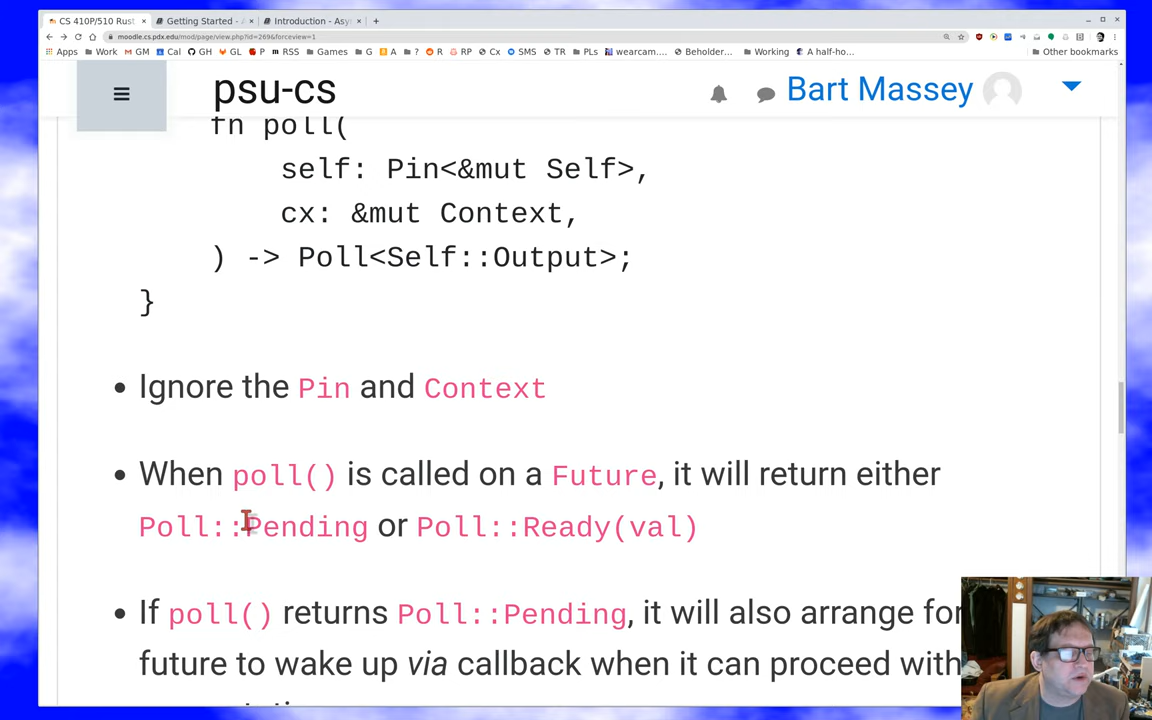 CS 410P/510 Rust
Getting Started -
Introduction - Asy
moodle.cs.pdx.edu/mod/page/view.php?id=269&forceview=1
Apps Work GM Cal GH GL P RSS Games G A ? R RP Cx SMS TR PLs wearcam.... Beholder... Working A half-ho... Other bookmarks
psu-cs
Bart Massey
fn poll(
self: Pin<&mut Self>,
cx: &mut Context,
) -> Poll<Self::Output>;
}
• Ignore the Pin and Context
• When poll() is called on a Future, it will return either
Poll::Pending or Poll::Ready(val)
• If poll() returns Poll::Pending, it will also arrange for
future to wake up via callback when it can proceed with